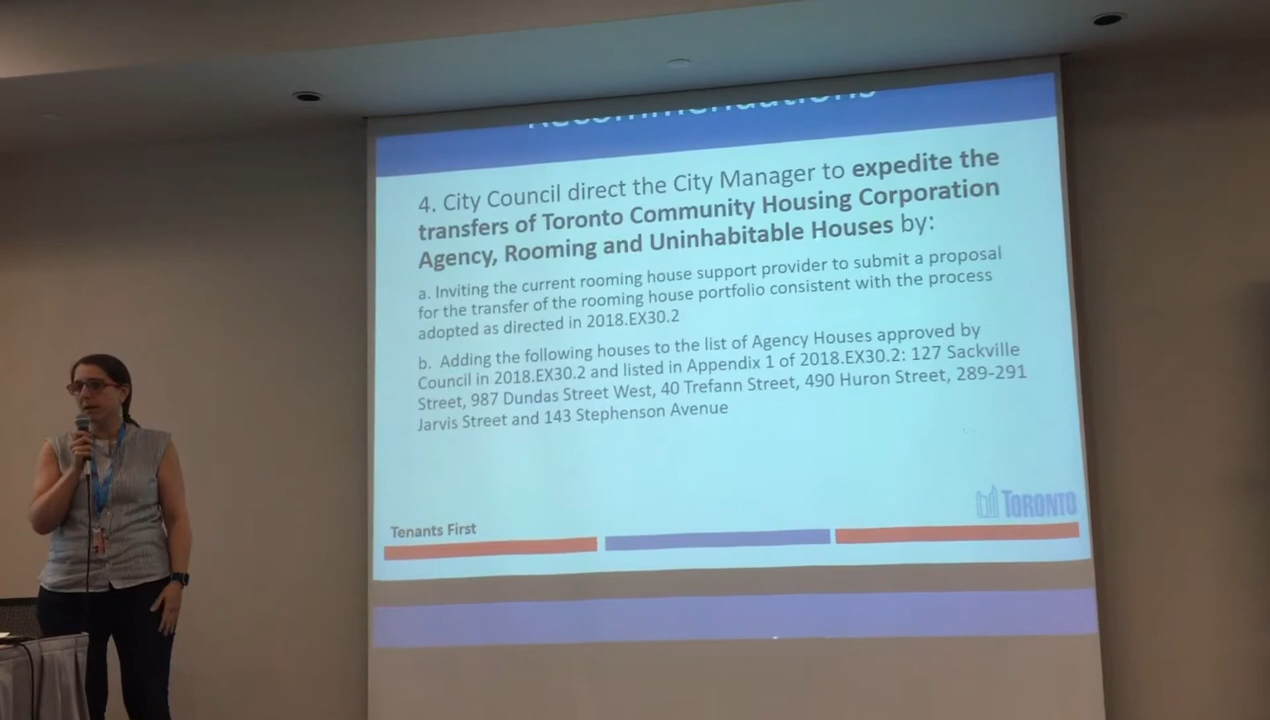 Recommendations
4. City Council direct the City Manager to expedite the
transfers of Toronto Community Housing Corporation
Agency, Rooming and Uninhabitable Houses by:
a. Inviting the current rooming house support provider to submit a proposal
for the transfer of the rooming house portfolio consistent with the process
adopted as directed in 2018.EX30.2
b. Adding the following houses to the list of Agency Houses approved by
Council in 2018.EX30.2 and listed in Appendix 1 of 2018.EX30.2: 127 Sackville
Street, 987 Dundas Street West, 40 Trefann Street, 490 Huron Street, 289-291
Jarvis Street and 143 Stephenson Avenue
TORONTO
Tenants First